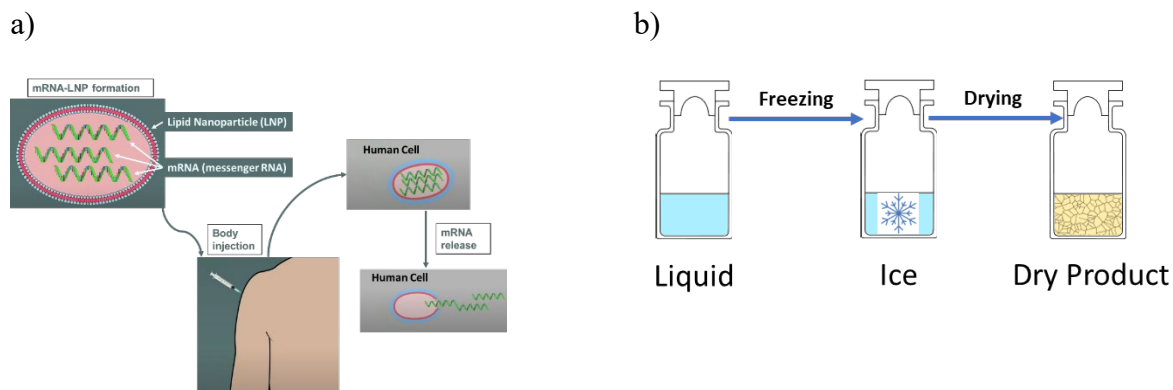 a)
mRNA-LNP formation
Lipid Nanoparticle (LNP)
mRNA (messenger RNA)
Body
injection
Human Cell
mRNA
release
Human Cell
b)
Freezing
Drying
Liquid
Ice
Dry Product